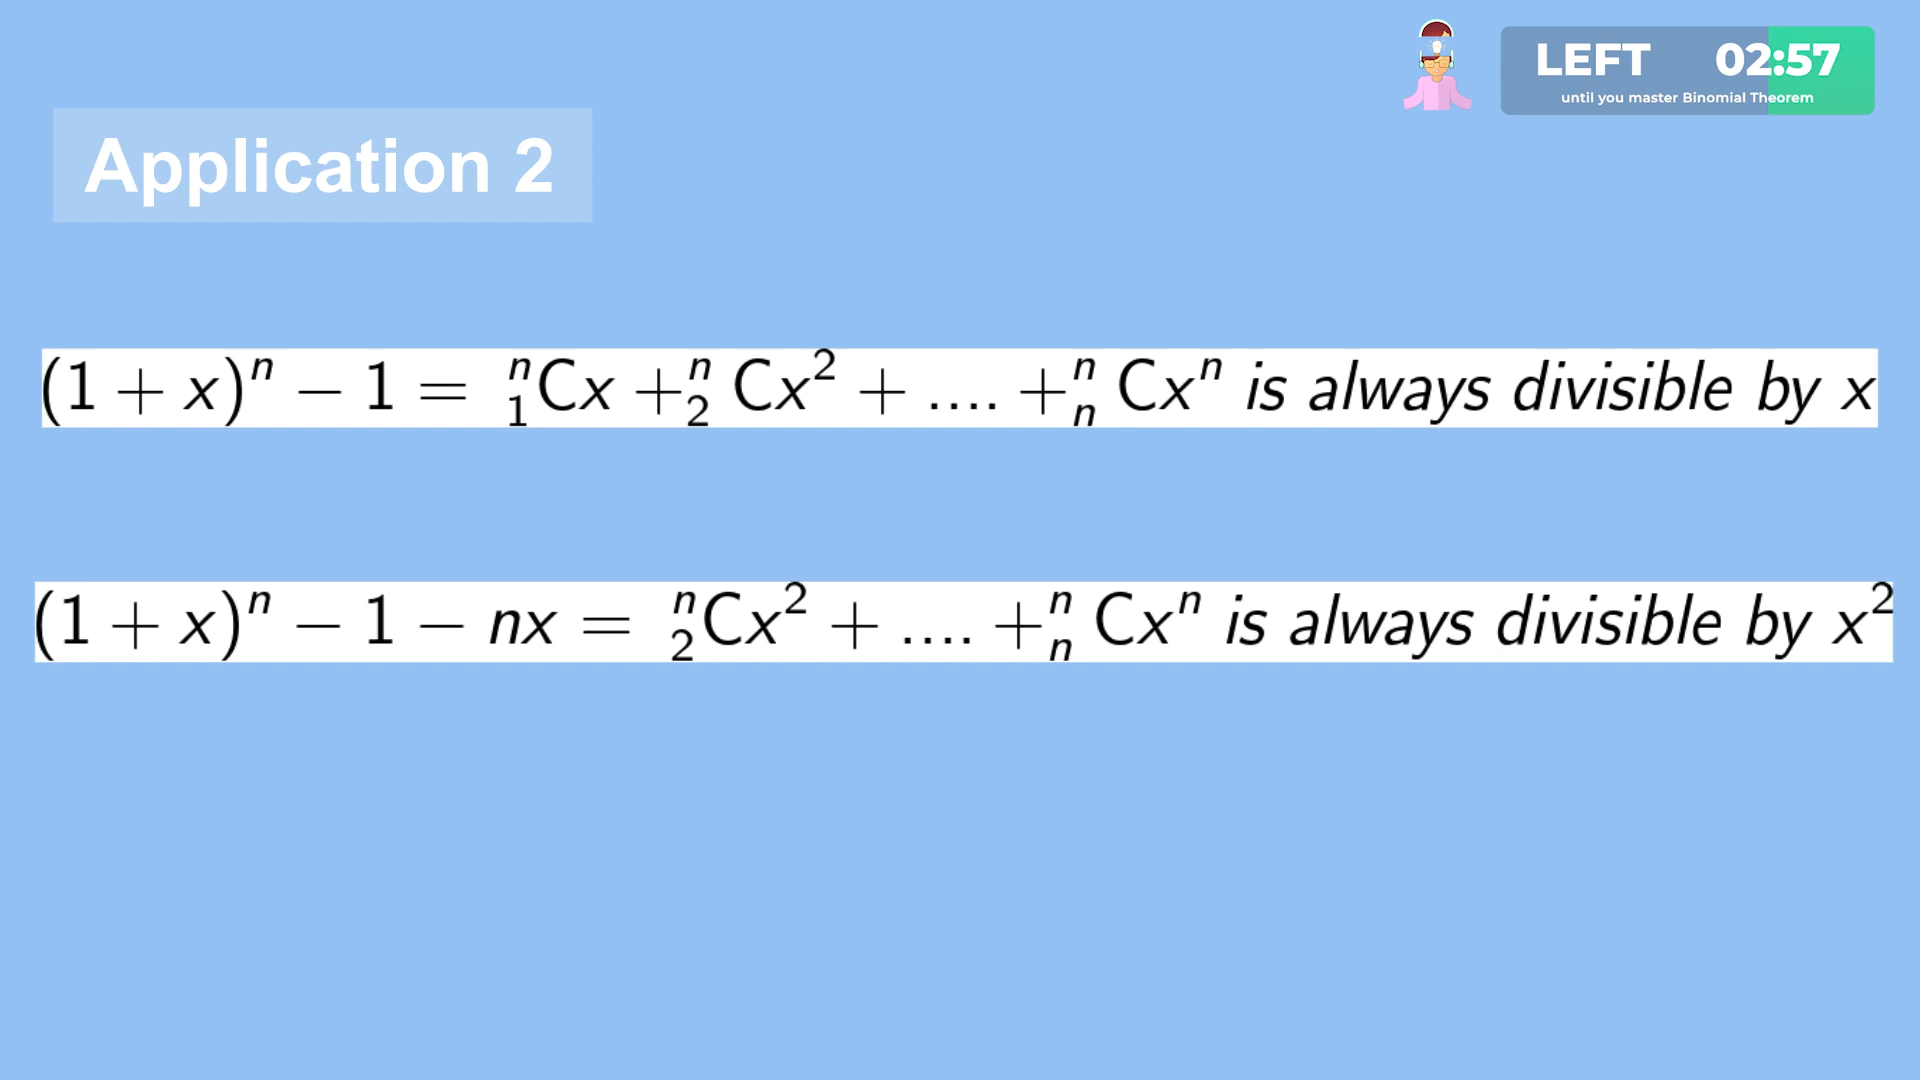 LEFT 02:57
until you master Binomial Theorem
Application 2
(1 + x)ⁿ − 1 = ⁿ₁Cx +ⁿ₂ Cx² + .... +ⁿₙ Cxⁿ is always divisible by x
(1 + x)ⁿ − 1 − nx = ⁿ₂Cx² + .... +ⁿₙ Cxⁿ is always divisible by x²